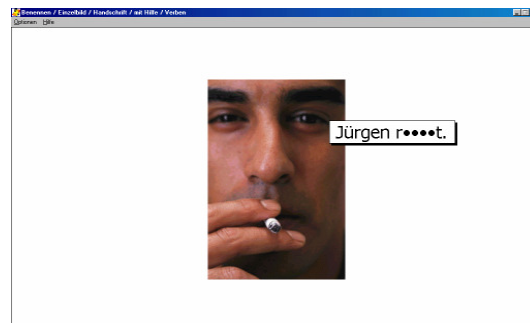 Benennen / Einzelbild / Handschrift / mit Hilfe / Verben
Optionen Hilfe
Jürgen r●●●●t.